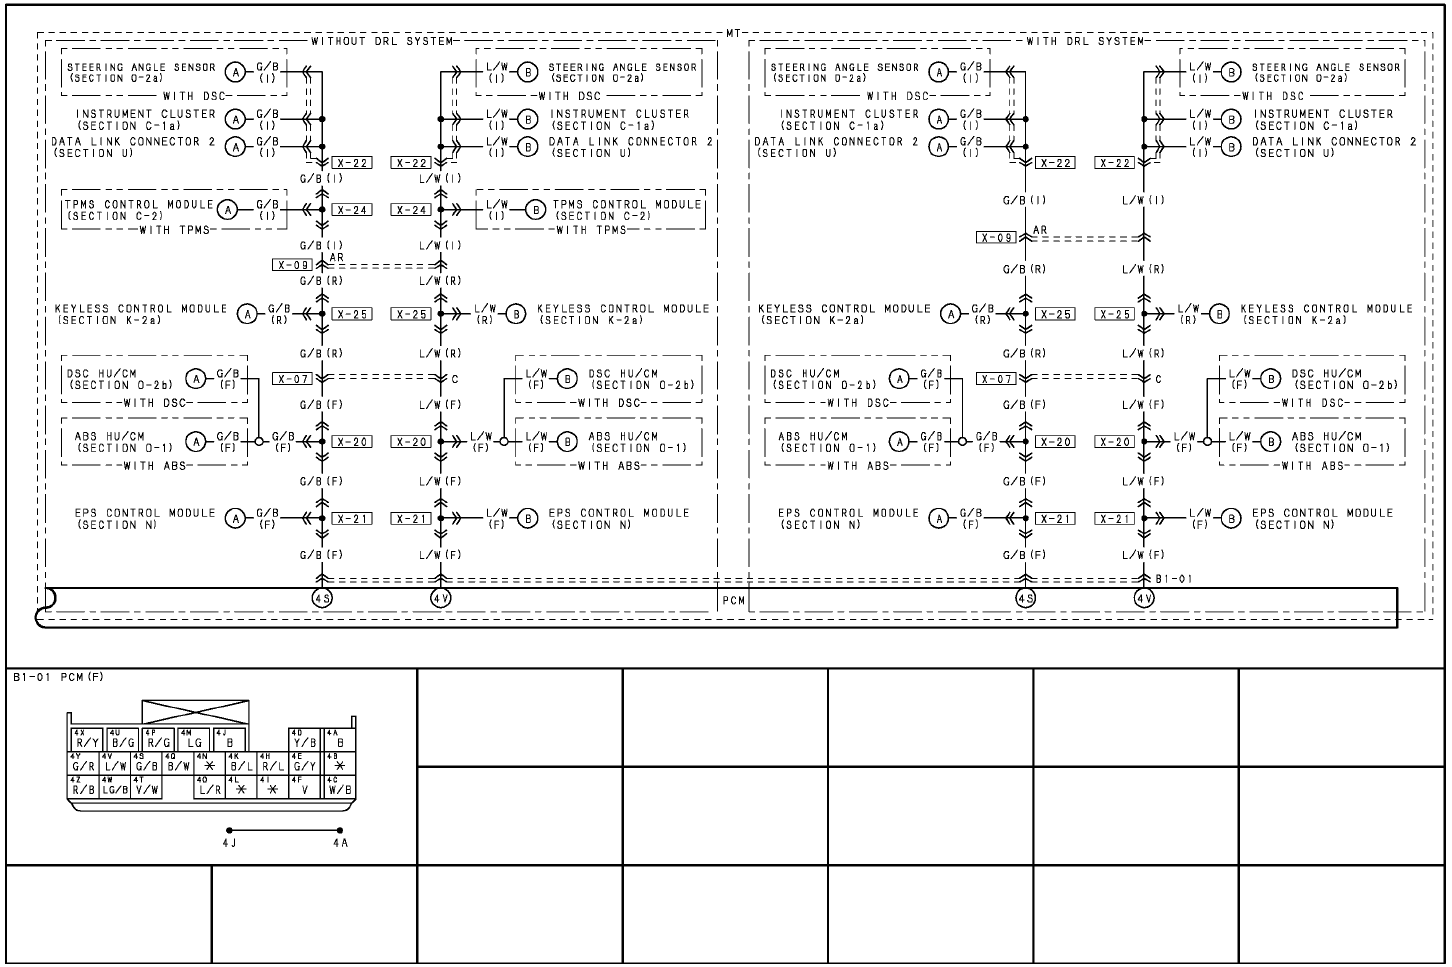 MT
WITHOUT DRL SYSTEM
STEERING ANGLE SENSOR
(SECTION O-2a)
A G/B (I)
WITH DSC
L/W (I) B
STEERING ANGLE SENSOR
(SECTION O-2a)
WITH DSC
INSTRUMENT CLUSTER
(SECTION C-1a)
A G/B (I)
L/W (I) B
INSTRUMENT CLUSTER
(SECTION C-1a)
DATA LINK CONNECTOR 2
(SECTION U)
A G/B (I)
L/W (I) B
DATA LINK CONNECTOR 2
(SECTION U)
X-22 X-22
G/B(I) L/W(I)
TPMS CONTROL MODULE
(SECTION C-2)
A G/B (I)
WITH TPMS
X-24 X-24
L/W (I) B
TPMS CONTROL MODULE
(SECTION C-2)
WITH TPMS
G/B(I) L/W(I)
X-09 AR
G/B(R) L/W(R)
KEYLESS CONTROL MODULE
(SECTION K-2a)
A G/B (R)
X-25 X-25
L/W (R) B
KEYLESS CONTROL MODULE
(SECTION K-2a)
G/B(R) L/W(R)
DSC HU/CM
(SECTION O-2b)
A G/B (F)
WITH DSC
X-07 C
L/W (F) B
DSC HU/CM
(SECTION O-2b)
WITH DSC
G/B(F) L/W(F)
ABS HU/CM
(SECTION O-1)
A G/B (F) G/B (F)
WITH ABS
X-20 X-20
L/W (F) L/W (F) B
ABS HU/CM
(SECTION O-1)
WITH ABS
G/B(F) L/W(F)
EPS CONTROL MODULE
(SECTION N)
A G/B (F)
X-21 X-21
L/W (F) B
EPS CONTROL MODULE
(SECTION N)
G/B(F) L/W(F)
4S 4V
WITH DRL SYSTEM
STEERING ANGLE SENSOR
(SECTION O-2a)
A G/B (I)
WITH DSC
L/W (I) B
STEERING ANGLE SENSOR
(SECTION O-2a)
WITH DSC
INSTRUMENT CLUSTER
(SECTION C-1a)
A G/B (I)
L/W (I) B
INSTRUMENT CLUSTER
(SECTION C-1a)
DATA LINK CONNECTOR 2
(SECTION U)
A G/B (I)
L/W (I) B
DATA LINK CONNECTOR 2
(SECTION U)
X-22 X-22
G/B(I) L/W(I)
X-09 AR
G/B(R) L/W(R)
KEYLESS CONTROL MODULE
(SECTION K-2a)
A G/B (R)
X-25 X-25
L/W (R) B
KEYLESS CONTROL MODULE
(SECTION K-2a)
G/B(R) L/W(R)
DSC HU/CM
(SECTION O-2b)
A G/B (F)
WITH DSC
X-07 C
L/W (F) B
DSC HU/CM
(SECTION O-2b)
WITH DSC
G/B(F) L/W(F)
ABS HU/CM
(SECTION O-1)
A G/B (F) G/B (F)
WITH ABS
X-20 X-20
L/W (F) L/W (F) B
ABS HU/CM
(SECTION O-1)
WITH ABS
G/B(F) L/W(F)
EPS CONTROL MODULE
(SECTION N)
A G/B (F)
X-21 X-21
L/W (F) B
EPS CONTROL MODULE
(SECTION N)
G/B(F) L/W(F)
B1-01
4S 4V
PCM
B1-01 PCM(F)
4X 4U 4P 4M 4J 4D 4A
R/Y B/G R/G LG B Y/B B
4Y 4V 4S 4Q 4N 4K 4H 4E 4B
G/R L/W G/B B/W * B/L R/L G/Y *
4Z 4W 4T 4O 4L 4I 4F 4C
R/B LG/B V/W L/R * * V W/B
4J 4A